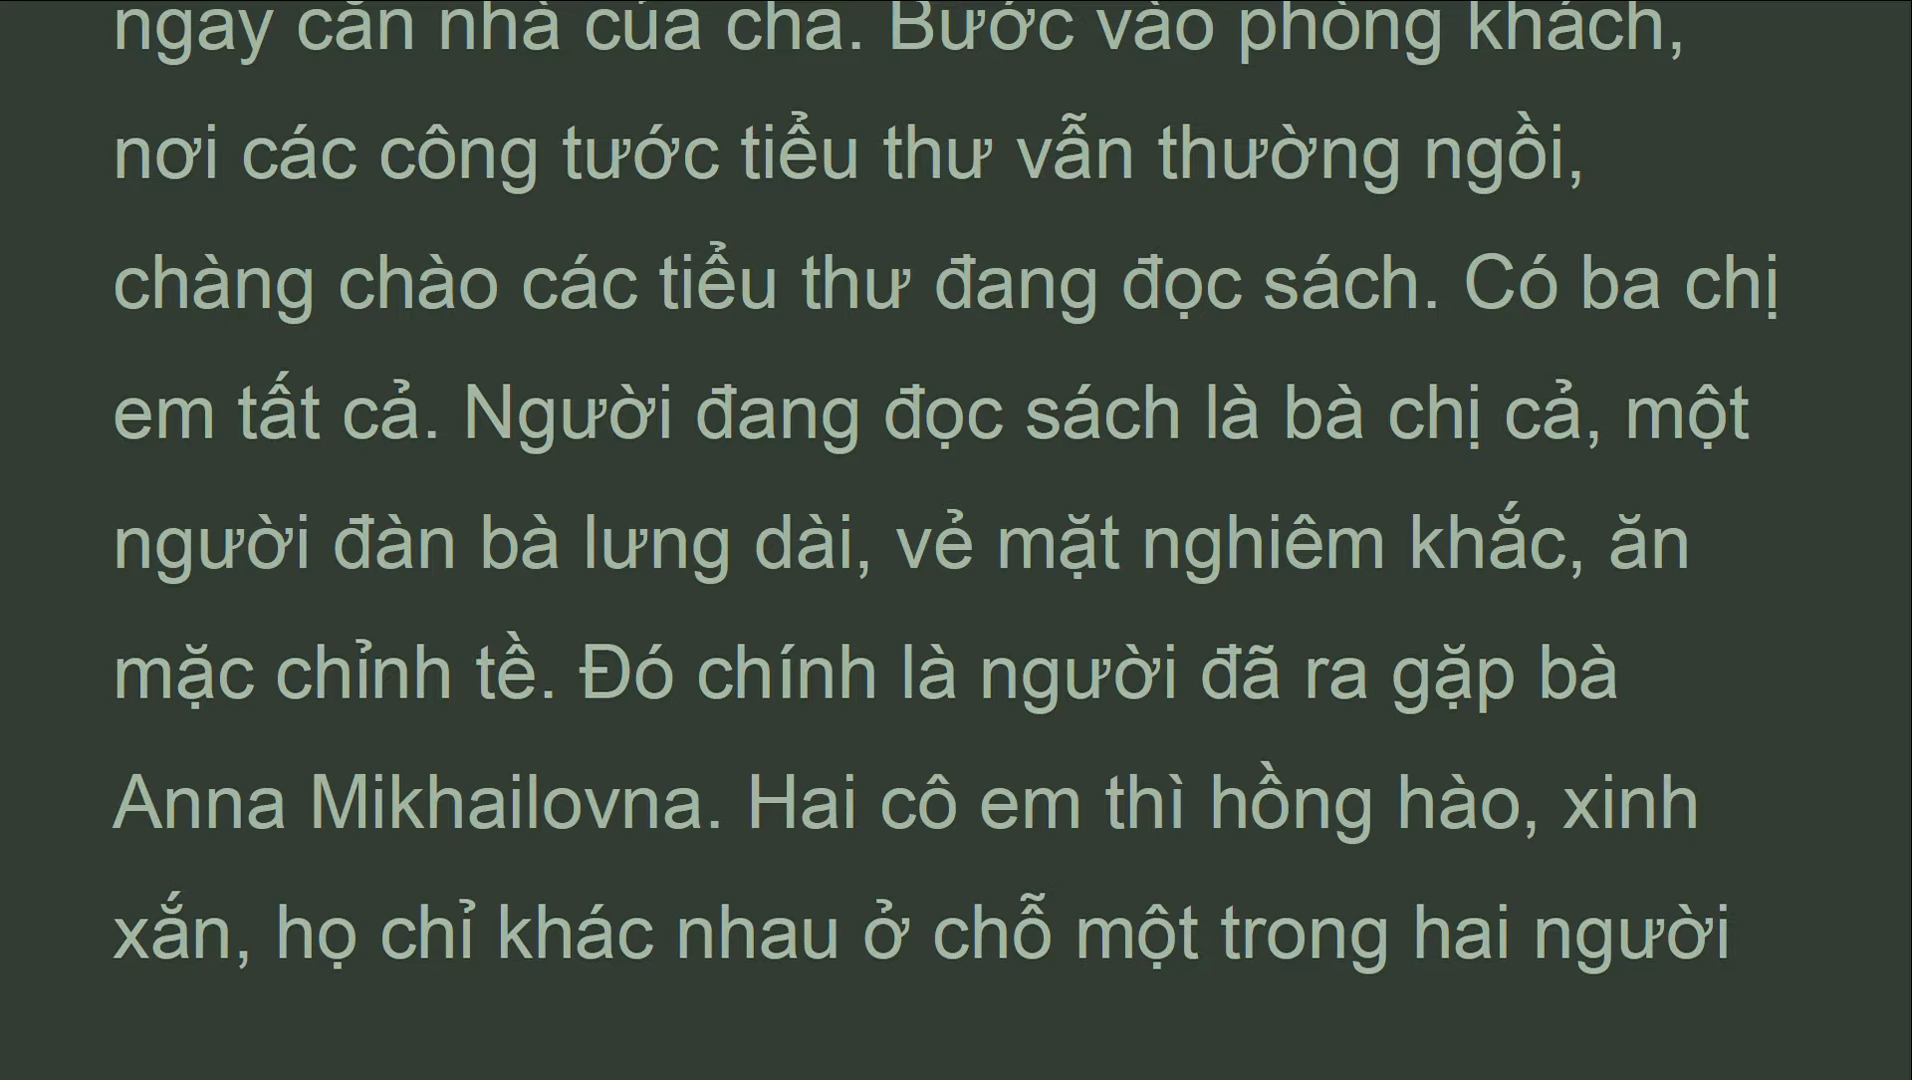 ngay căn nhà của cha. Bước vào phòng khách,
nơi các công tước tiểu thư vẫn thường ngồi,
chàng chào các tiểu thư đang đọc sách. Có ba chị
em tất cả. Người đang đọc sách là bà chị cả, một
người đàn bà lưng dài, vẻ mặt nghiêm khắc, ăn
mặc chỉnh tề. Đó chính là người đã ra gặp bà
Anna Mikhailovna. Hai cô em thì hồng hào, xinh
xắn, họ chỉ khác nhau ở chỗ một trong hai người